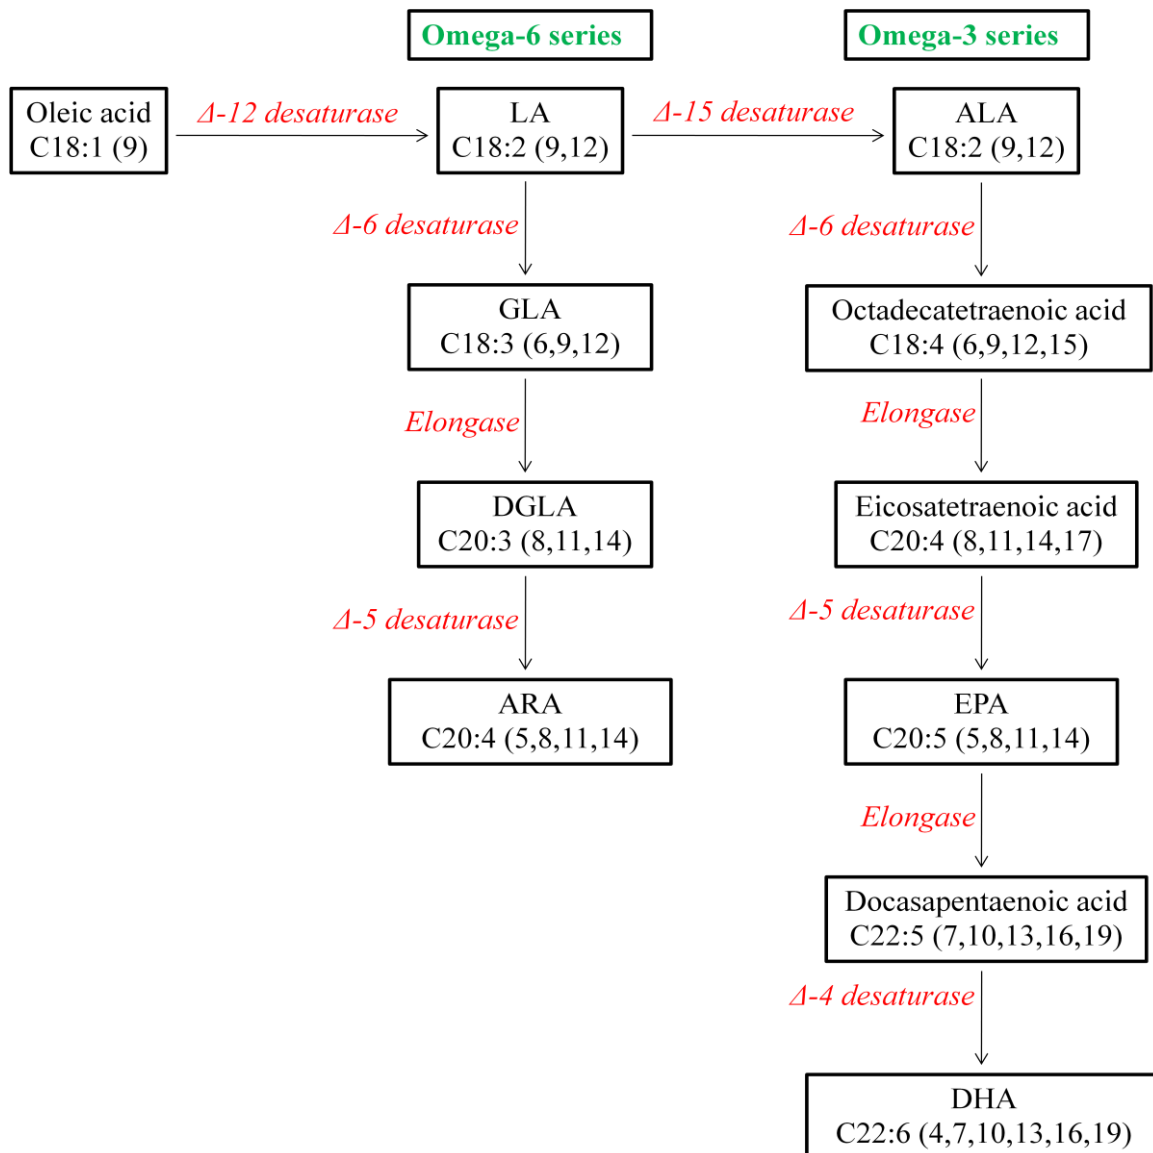 Omega-6 series
Omega-3 series
Oleic acid
C18:1 (9)
Δ-12 desaturase
LA
C18:2 (9,12)
Δ-15 desaturase
ALA
C18:2 (9,12)
Δ-6 desaturase
Δ-6 desaturase
GLA
C18:3 (6,9,12)
Octadecatetraenoic acid
C18:4 (6,9,12,15)
Elongase
Elongase
DGLA
C20:3 (8,11,14)
Eicosatetraenoic acid
C20:4 (8,11,14,17)
Δ-5 desaturase
Δ-5 desaturase
ARA
C20:4 (5,8,11,14)
EPA
C20:5 (5,8,11,14)
Elongase
Docasapentaenoic acid
C22:5 (7,10,13,16,19)
Δ-4 desaturase
DHA
C22:6 (4,7,10,13,16,19)